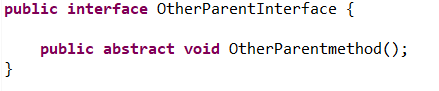 public interface OtherParentInterface {
public abstract void OtherParentmethod();
}